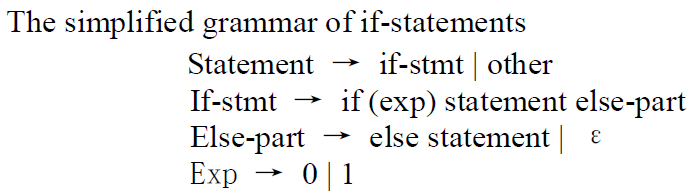 The simplified grammar of if-statements
Statement → if-stmt | other
If-stmt → if (exp) statement else-part
Else-part → else statement | ε
Exp → 0 | 1